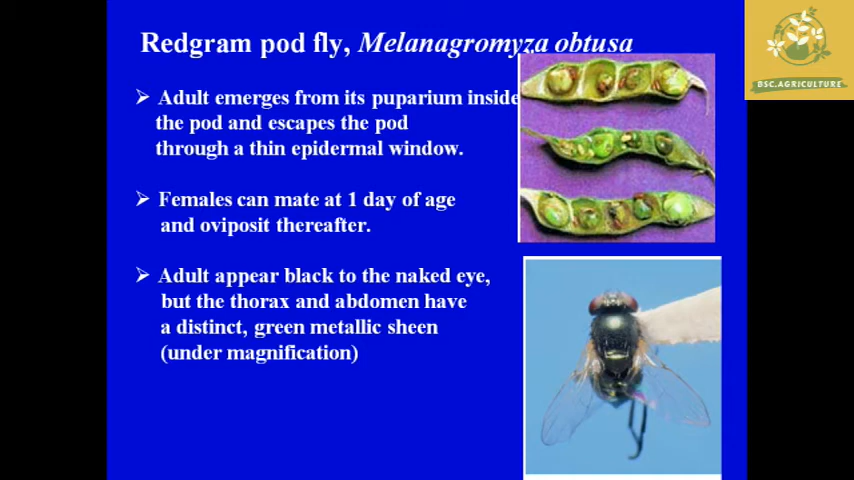 Redgram pod fly, Melanagromyza obtusa
BSC.AGRICULTURE
➢ Adult emerges from its puparium inside
the pod and escapes the pod
through a thin epidermal window.
➢ Females can mate at 1 day of age
and oviposit thereafter.
➢ Adult appear black to the naked eye,
but the thorax and abdomen have
a distinct, green metallic sheen
(under magnification)